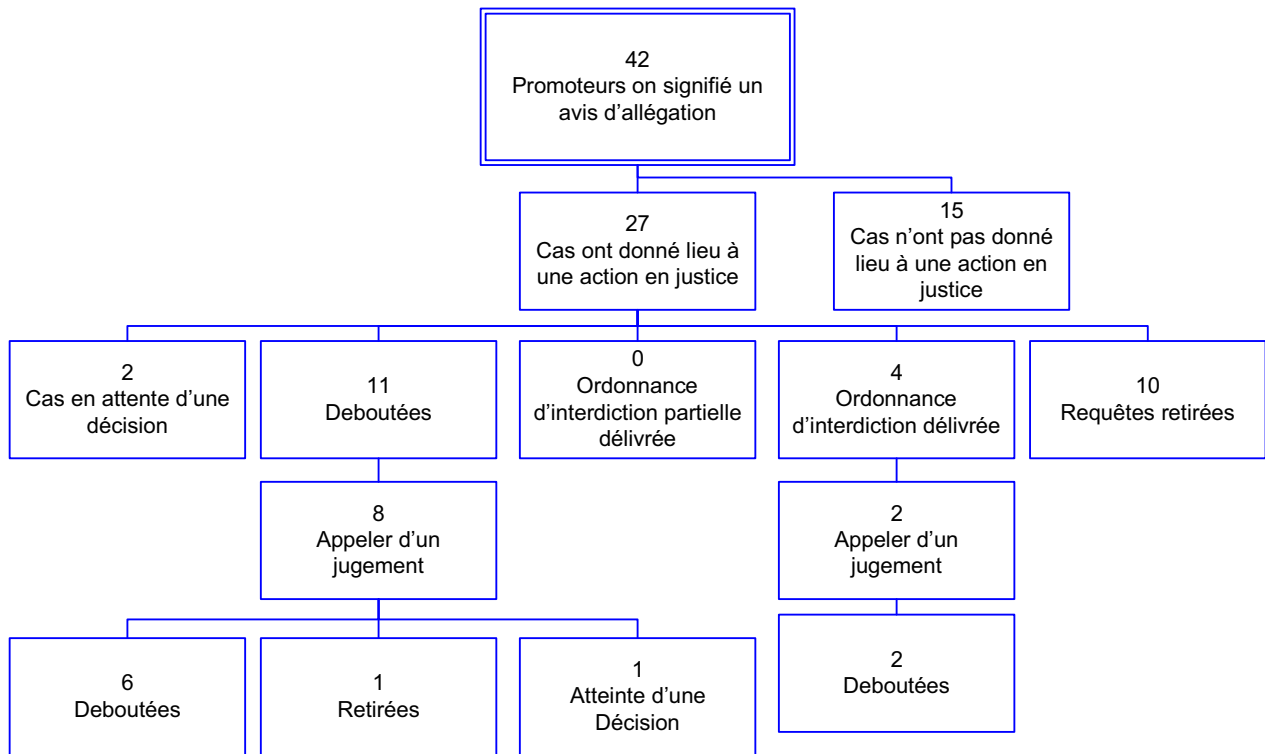 42
Promoteurs on signifié un
avis d'allégation
27
Cas ont donné lieu à
une action en justice
15
Cas n'ont pas donné
lieu à une action en
justice
2
Cas en attente d'une
décision
11
Deboutées
0
Ordonnance
d'interdiction partielle
délivrée
4
Ordonnance
d'interdiction délivrée
10
Requêtes retirées
8
Appeler d'un
jugement
2
Appeler d'un
jugement
6
Deboutées
1
Retirées
1
Atteinte d'une
Décision
2
Deboutées